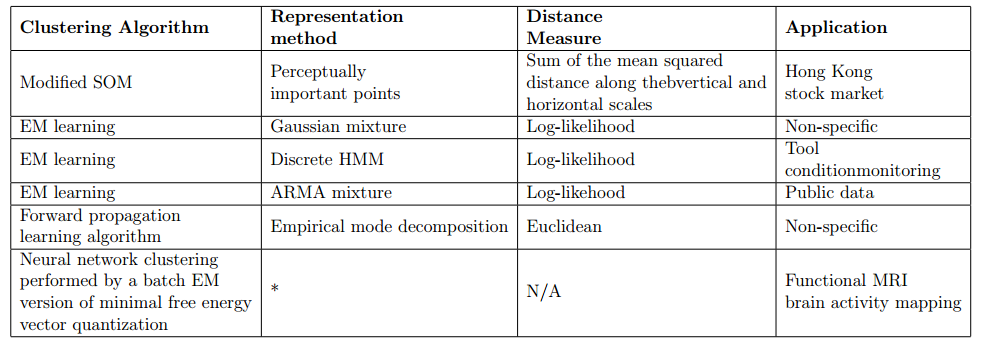 Clustering Algorithm
Representation
method
Distance
Measure
Application
Modified SOM
Perceptually
important points
Sum of the mean squared
distance along thebvertical and
horizontal scales
Hong Kong
stock market
EM learning
Gaussian mixture
Log-likelihood
Non-specific
EM learning
Discrete HMM
Log-likelihood
Tool
conditionmonitoring
EM learning
ARMA mixture
Log-likehood
Public data
Forward propagation
learning algorithm
Empirical mode decomposition
Euclidean
Non-specific
Neural network clustering
performed by a batch EM
version of minimal free energy
vector quantization
*
N/A
Functional MRI
brain activity mapping